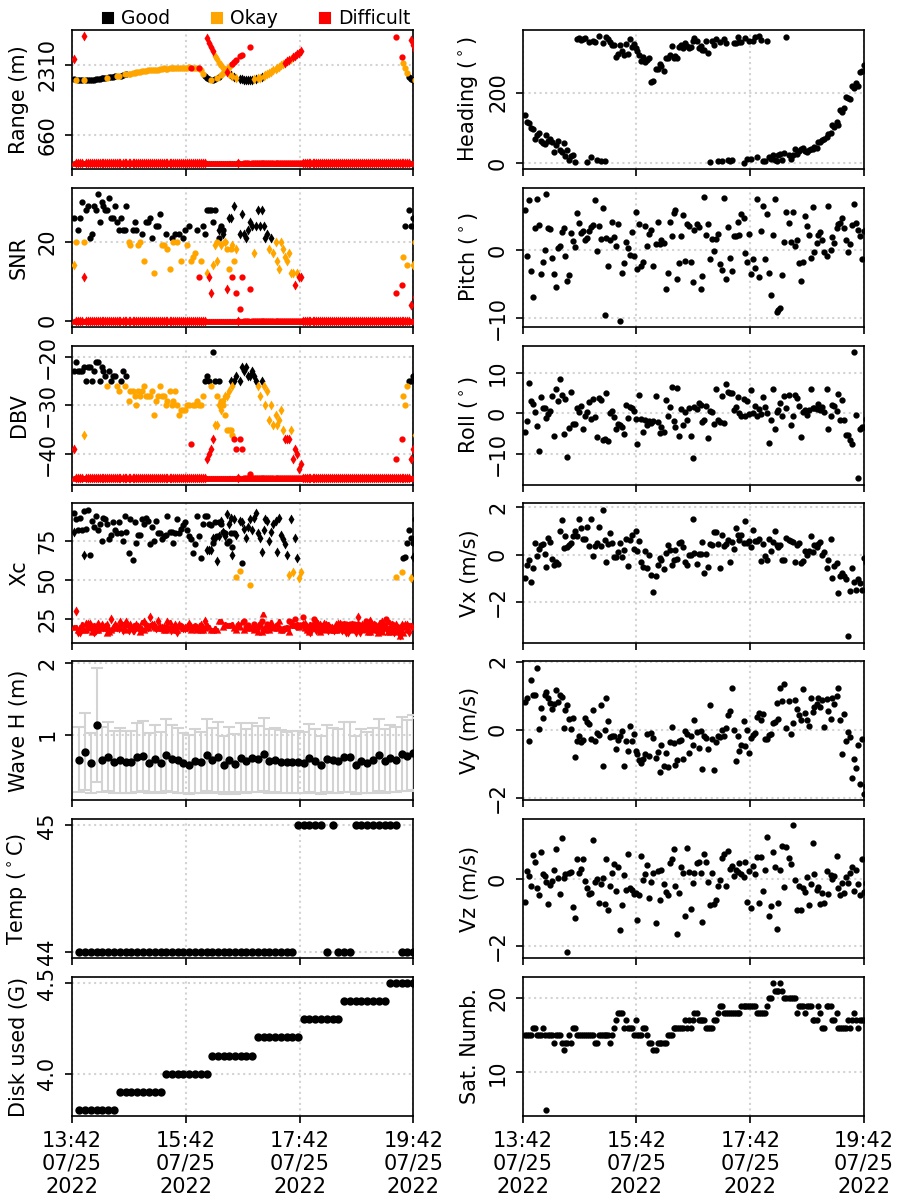 Good Okay Difficult
Range (m)
2310
660
Heading (°)
200
0
SNR
20
0
Pitch (°)
0
−10
DBV
−20
−30
−40
Roll (°)
10
0
−10
Xc
75
50
25
Vx (m/s)
2
0
−2
Wave H (m)
2
1
Vy (m/s)
2
0
−2
Temp (°C)
45
44
Vz (m/s)
0
−2
Disk used (G)
4.5
4.0
Sat. Numb.
20
10
13:42 15:42 17:42 19:42
07/25 07/25 07/25 07/25
2022 2022 2022 2022
13:42 15:42 17:42 19:42
07/25 07/25 07/25 07/25
2022 2022 2022 2022